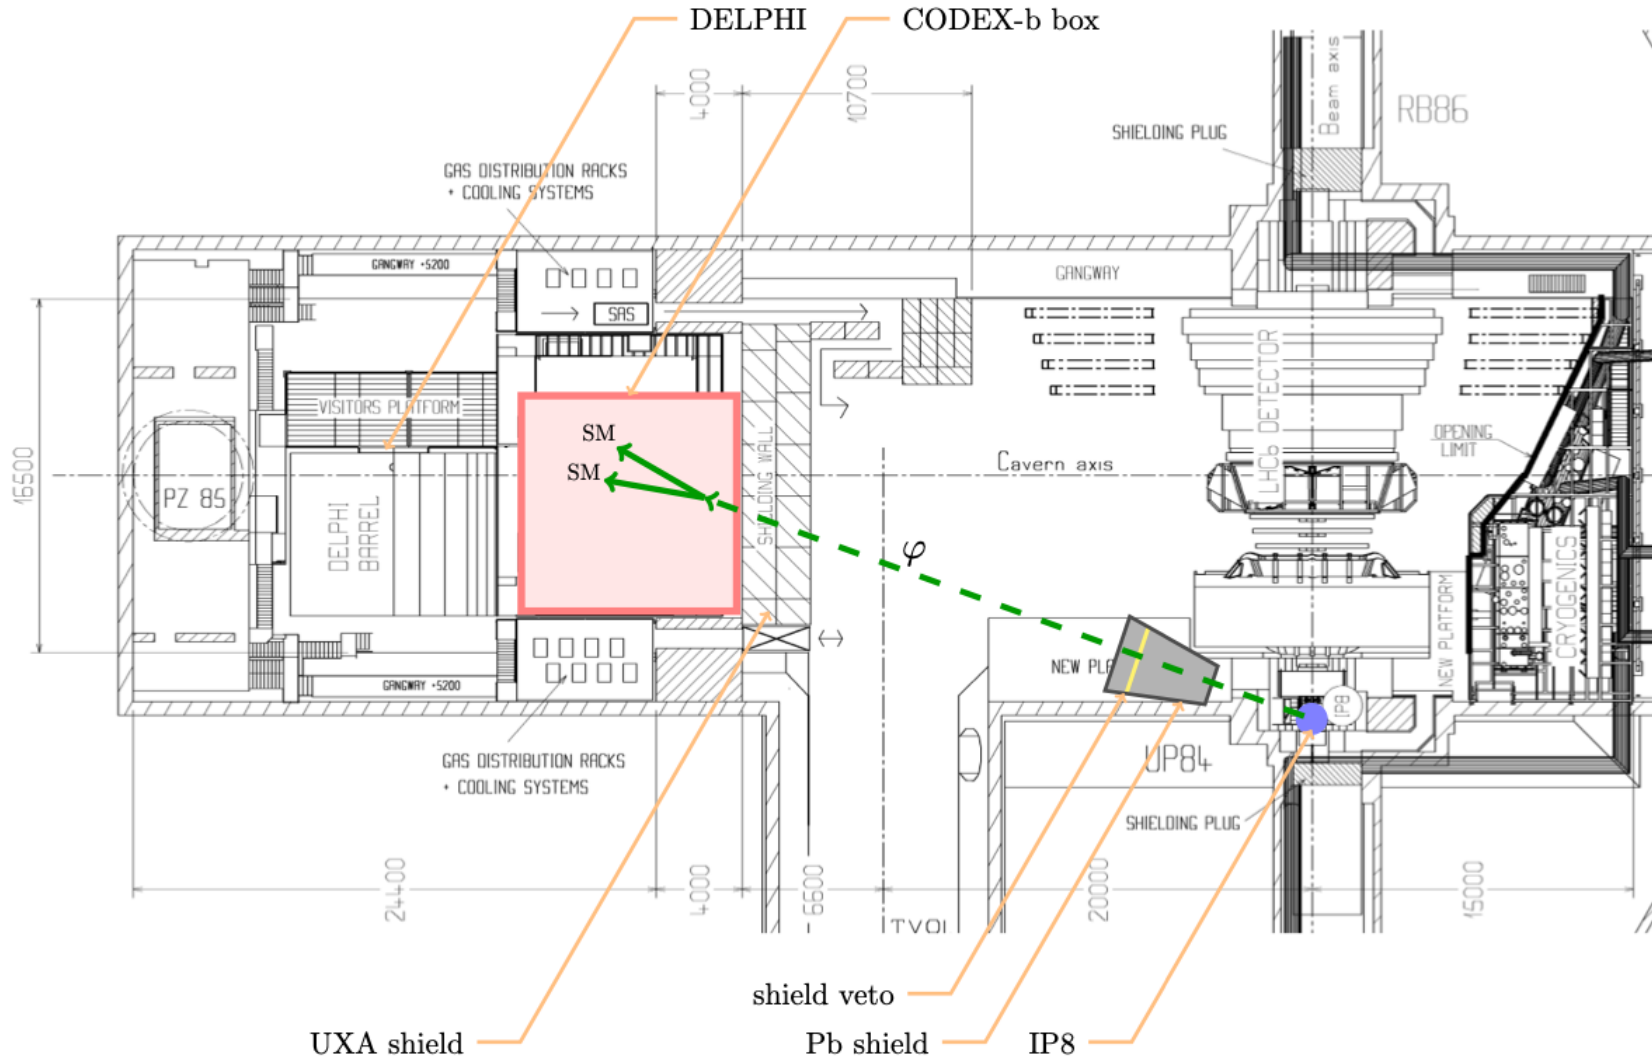 DELPHI
CODEX-b box
4000
10700
Beam axis
RB86
SHIELDING PLUG
GAS DISTRIBUTION RACKS
+ COOLING SYSTEMS
GANGWAY +5200
GANGWAY
SAS
16500
VISITORS PLATFORM
SM
SM
SHIELDING WALL
Cavern axis
LHCb DETECTOR
OPENING
LIMIT
PZ 85
DELPHI
BARREL
φ
CRYOGENICS
NEW PLATFORM
NEW PLA
IP8
GANGWAY +5200
UP84
GAS DISTRIBUTION RACKS
+ COOLING SYSTEMS
SHIELDING PLUG
24400
4000
6600
20000
15000
shield veto
UXA shield
Pb shield
IP8